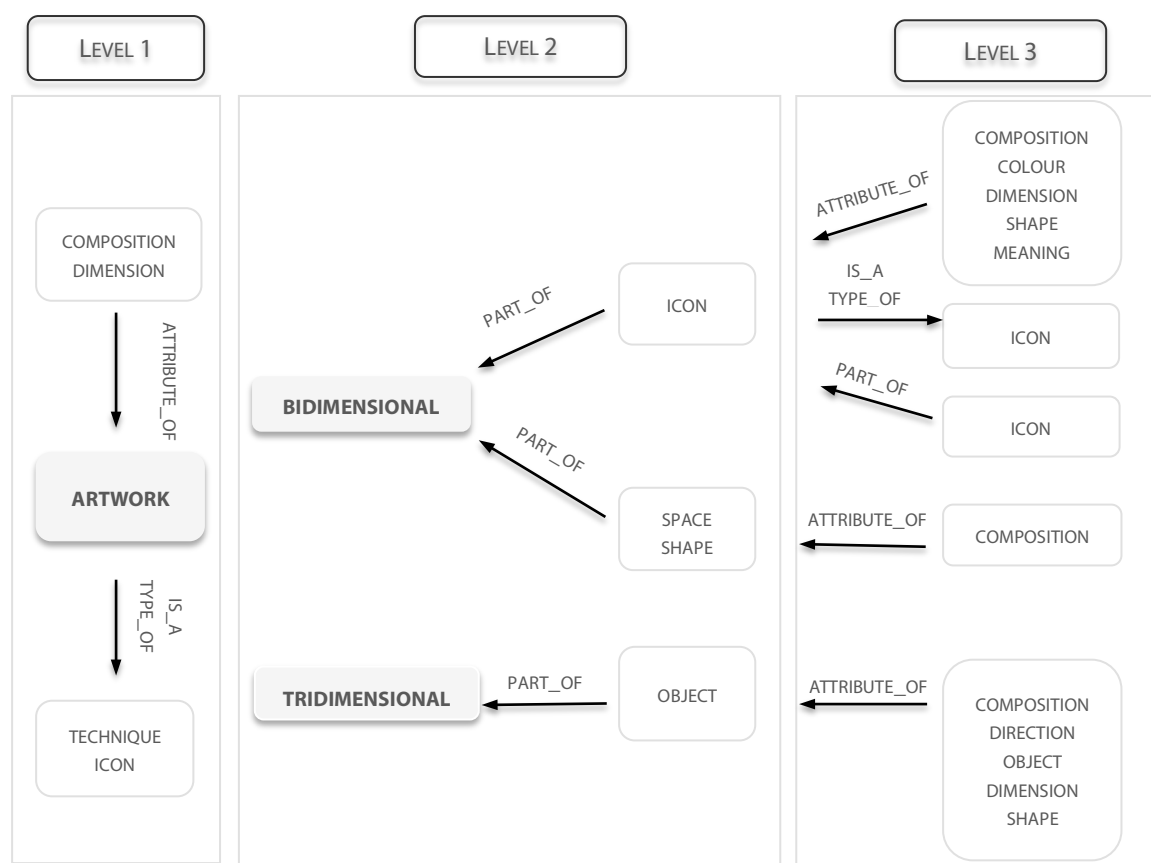 LEVEL 1
COMPOSITION
DIMENSION
ATTRIBUTE_OF
ARTWORK
IS_A
TYPE_OF
TECHNIQUE
ICON
LEVEL 2
PART_OF
ICON
BIDIMENSIONAL
PART_OF
SPACE
SHAPE
TRIDIMENSIONAL
PART_OF
OBJECT
LEVEL 3
ATTRIBUTE_OF
COMPOSITION
COLOUR
DIMENSION
SHAPE
MEANING
IS_A
TYPE_OF
ICON
PART_OF
ICON
ATTRIBUTE_OF
COMPOSITION
ATTRIBUTE_OF
COMPOSITION
DIRECTION
OBJECT
DIMENSION
SHAPE